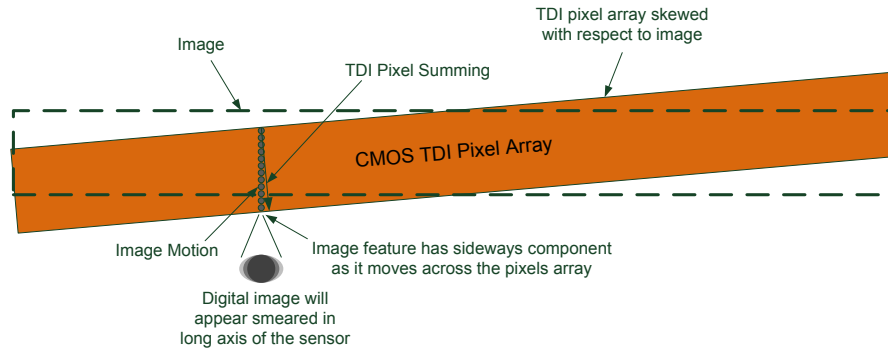 TDI pixel array skewed
with respect to image
Image
TDI Pixel Summing
CMOS TDI Pixel Array
Image Motion
Image feature has sideways component
as it moves across the pixels array
Digital image will
appear smeared in
long axis of the sensor